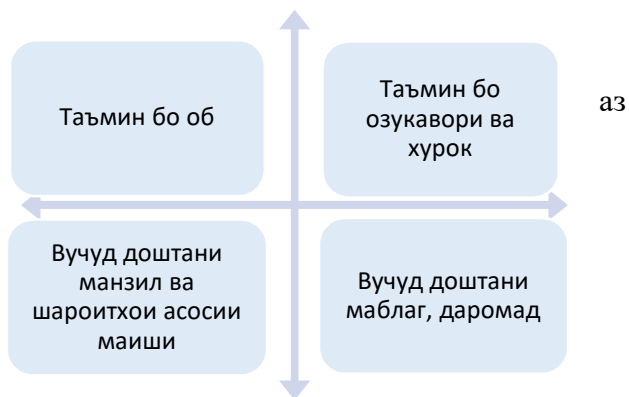 Таъмин бо об
Таъмин бо
озукавори ва
хурок
аз
Вучуд доштани
манзил ва
шароитхои асосии
маиши
Вучуд доштани
маблаг, даромад